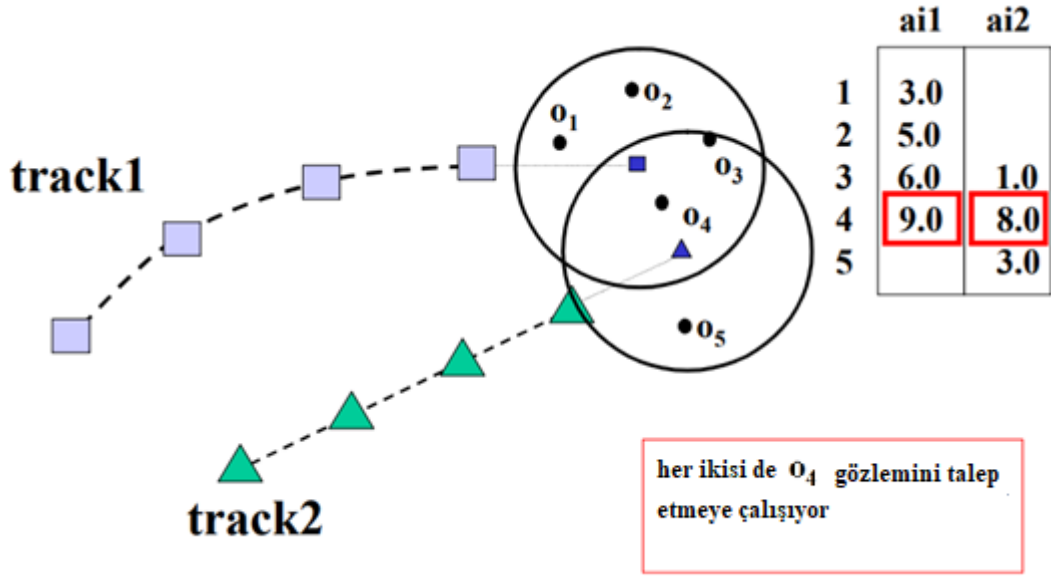 ai1 ai2
1 3.0
2 5.0
3 6.0 1.0
4 9.0 8.0
5 3.0
track1
track2
o1
o2
o3
o4
o5
her ikisi de o4 gözlemini talep
etmeye çalışıyor